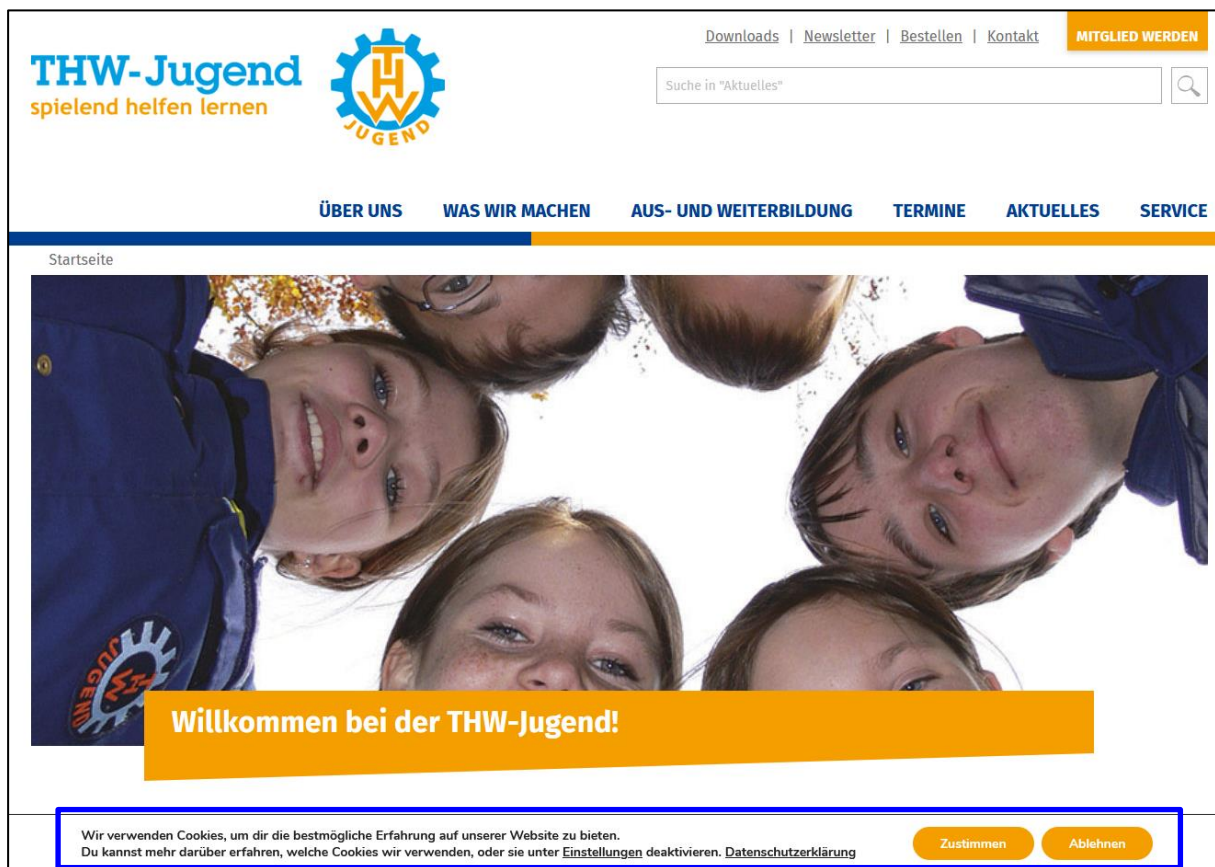 Downloads | Newsletter | Bestellen | Kontakt
MITGLIED WERDEN
THW-Jugend
spielend helfen lernen
THW
JUGEND
Suche in "Aktuelles"
ÜBER UNS WAS WIR MACHEN AUS- UND WEITERBILDUNG TERMINE AKTUELLES SERVICE
Startseite
THW
JUGEND
Willkommen bei der THW-Jugend!
Wir verwenden Cookies, um dir die bestmögliche Erfahrung auf unserer Website zu bieten.
Du kannst mehr darüber erfahren, welche Cookies wir verwenden, oder sie unter Einstellungen deaktivieren. Datenschutzerklärung
Zustimmen Ablehnen